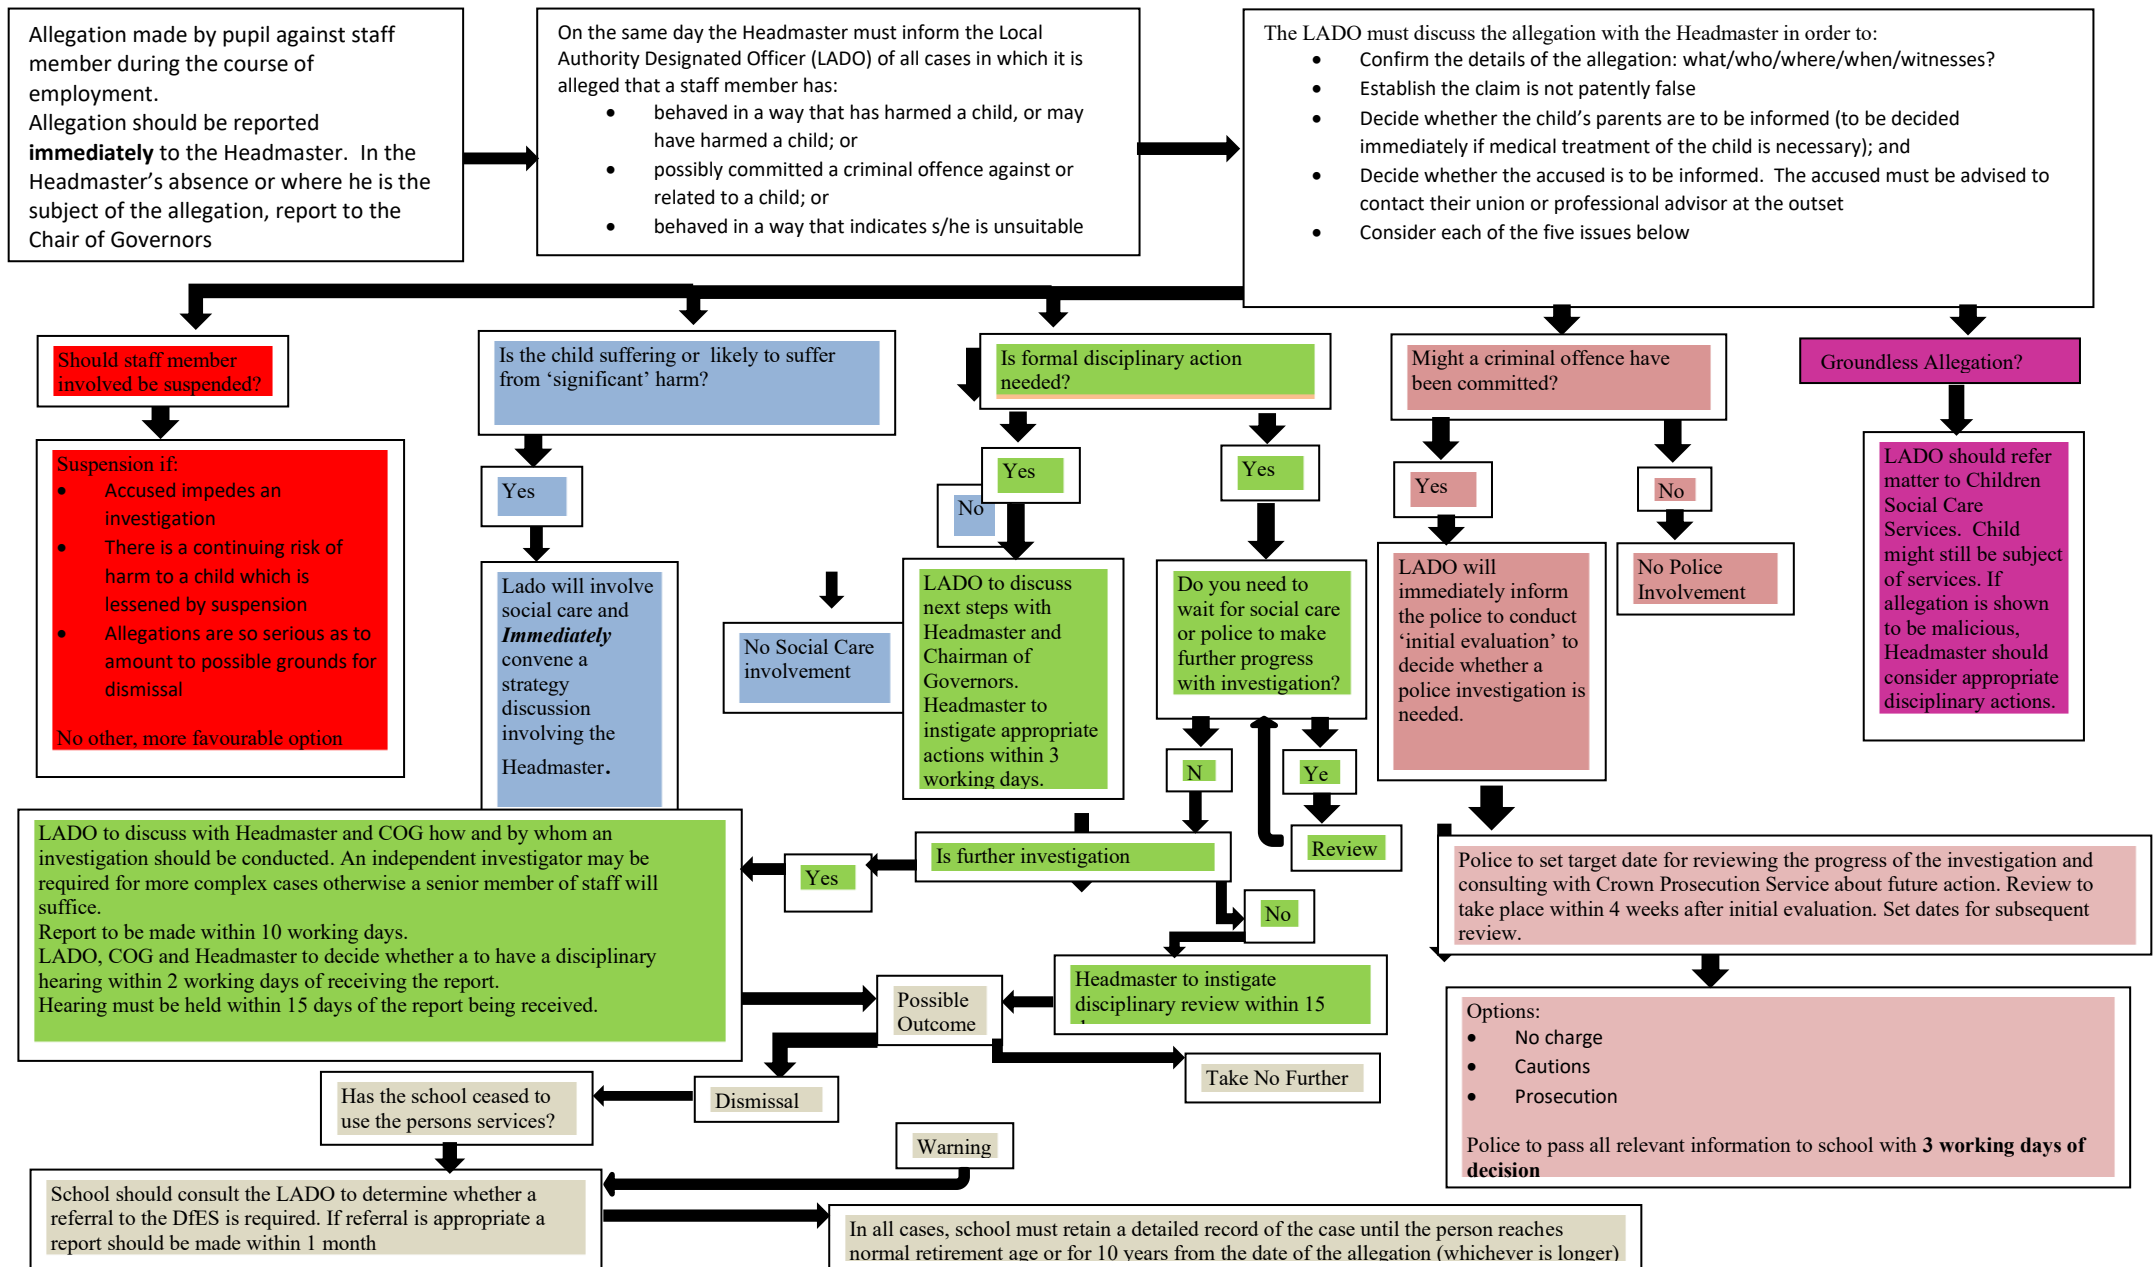 Allegation made by pupil against staff
member during the course of
employment.
Allegation should be reported
immediately to the Headmaster.  In the
Headmaster's absence or where he is the
subject of the allegation, report to the
Chair of Governors
On the same day the Headmaster must inform the Local
Authority Designated Officer (LADO) of all cases in which it is
alleged that a staff member has:
• behaved in a way that has harmed a child, or may
have harmed a child; or
• possibly committed a criminal offence against or
related to a child; or
• behaved in a way that indicates s/he is unsuitable
The LADO must discuss the allegation with the Headmaster in order to:
• Confirm the details of the allegation: what/who/where/when/witnesses?
• Establish the claim is not patently false
• Decide whether the child's parents are to be informed (to be decided
immediately if medical treatment of the child is necessary); and
• Decide whether the accused is to be informed.  The accused must be advised to
contact their union or professional advisor at the outset
• Consider each of the five issues below
Should staff member
involved be suspended?
Is the child suffering or  likely to suffer
from 'significant' harm?
Is formal disciplinary action
needed?
Might a criminal offence have
been committed?
Groundless Allegation?
Suspension if:
• Accused impedes an
investigation
• There is a continuing risk of
harm to a child which is
lessened by suspension
• Allegations are so serious as to
amount to possible grounds for
dismissal
No other, more favourable option
Yes
No
Yes
Yes
Yes
No
Lado will involve
social care and
Immediately
convene a
strategy
discussion
involving the
Headmaster.
No Social Care
involvement
LADO to discuss
next steps with
Headmaster and
Chairman of
Governors.
Headmaster to
instigate appropriate
actions within 3
working days.
Do you need to
wait for social care
or police to make
further progress
with investigation?
N
Ye
Review
LADO will
immediately inform
the police to conduct
'initial evaluation' to
decide whether a
police investigation is
needed.
No Police
Involvement
LADO should refer
matter to Children
Social Care
Services.  Child
might still be subject
of services. If
allegation is shown
to be malicious,
Headmaster should
consider appropriate
disciplinary actions.
LADO to discuss with Headmaster and COG how and by whom an
investigation should be conducted. An independent investigator may be
required for more complex cases otherwise a senior member of staff will
suffice.
Report to be made within 10 working days.
LADO, COG and Headmaster to decide whether a to have a disciplinary
hearing within 2 working days of receiving the report.
Hearing must be held within 15 days of the report being received.
Yes
Is further investigation
No
Headmaster to instigate
disciplinary review within 15
Possible
Outcome
Police to set target date for reviewing the progress of the investigation and
consulting with Crown Prosecution Service about future action. Review to
take place within 4 weeks after initial evaluation. Set dates for subsequent
review.
Options:
• No charge
• Cautions
• Prosecution
Police to pass all relevant information to school with 3 working days of
decision
Take No Further
Dismissal
Has the school ceased to
use the persons services?
Warning
School should consult the LADO to determine whether a
referral to the DfES is required. If referral is appropriate a
report should be made within 1 month
In all cases, school must retain a detailed record of the case until the person reaches
normal retirement age or for 10 years from the date of the allegation (whichever is longer)